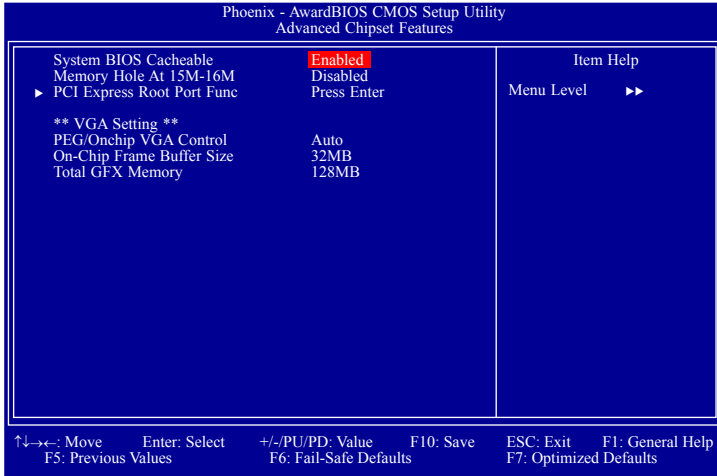 Phoenix - AwardBIOS CMOS Setup Utility
Advanced Chipset Features
System BIOS Cacheable Enabled
Memory Hole At 15M-16M Disabled
▶ PCI Express Root Port Func Press Enter
** VGA Setting **
PEG/Onchip VGA Control Auto
On-Chip Frame Buffer Size 32MB
Total GFX Memory 128MB
Item Help
Menu Level ▶▶
↑↓→←: Move Enter: Select +/-/PU/PD: Value F10: Save ESC: Exit F1: General Help
F5: Previous Values F6: Fail-Safe Defaults F7: Optimized Defaults